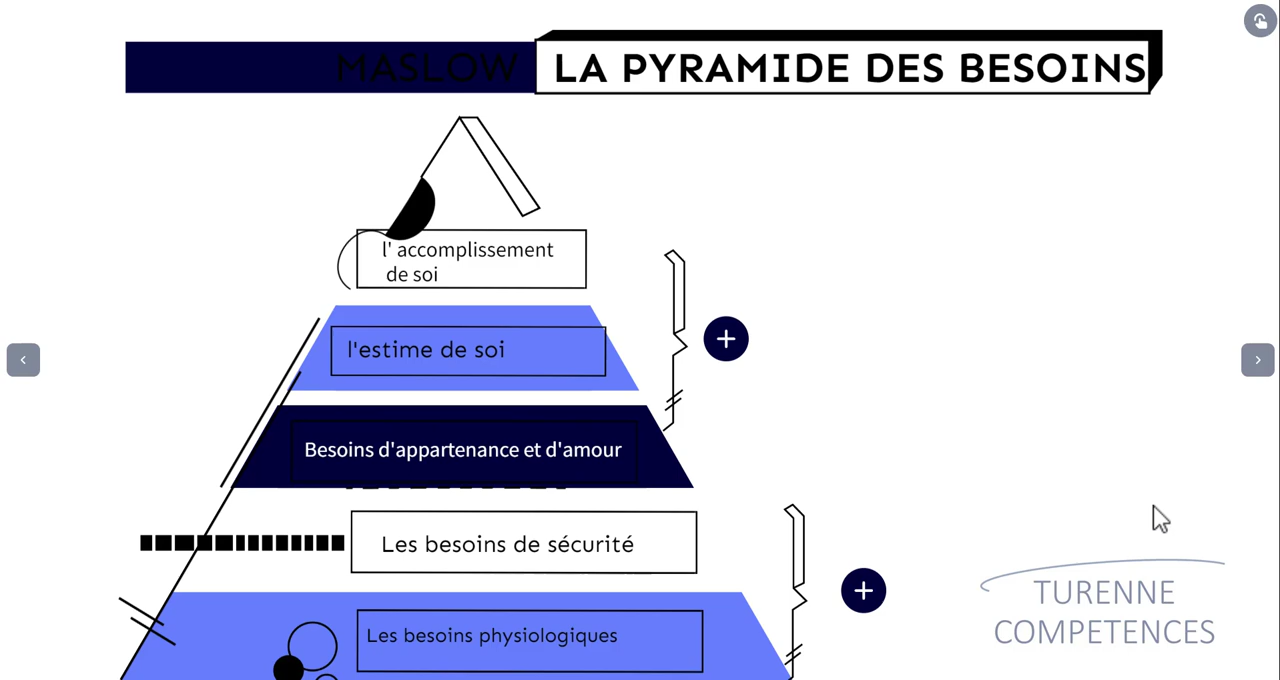 MASLOW LA PYRAMIDE DES BESOINS
l' accomplissement
de soi
l'estime de soi
Besoins d'appartenance et d'amour
Les besoins de sécurité
Les besoins physiologiques
TURENNE
COMPETENCES